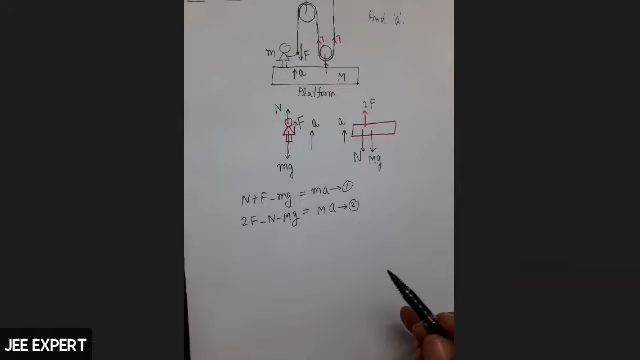 Find 'a'.
m
F
a
M
Platform
N
F
a
mg
2F
a
N
Mg
N+F-mg = ma→①
2F-N-Mg = Ma→②
JEE EXPERT